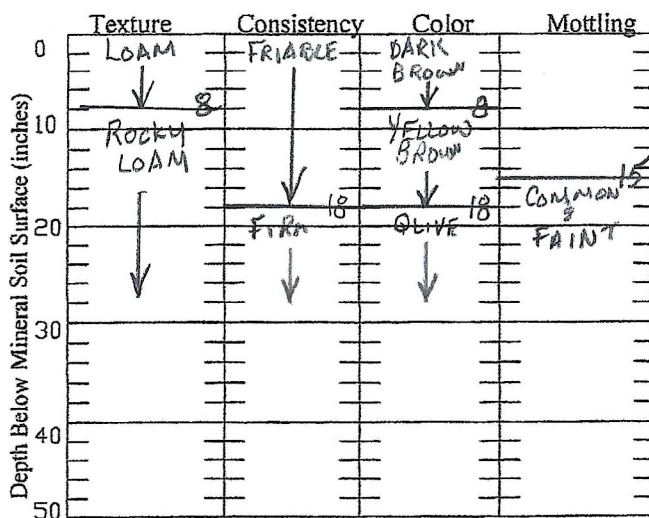 Texture Consistency Color Mottling
Depth Below Mineral Soil Surface (inches)
0 LOAM FRIABLE DARK
BROWN
8 8
10 ROCKY YELLOW
LOAM BROWN
15
18 18 COMMON
20 FIRM OLIVE &
FAINT
30
40
50